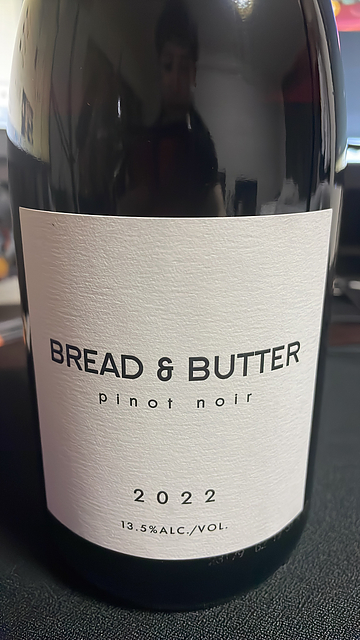 BREAD & BUTTER
pinot noir
2022
13.5%ALC./VOL.